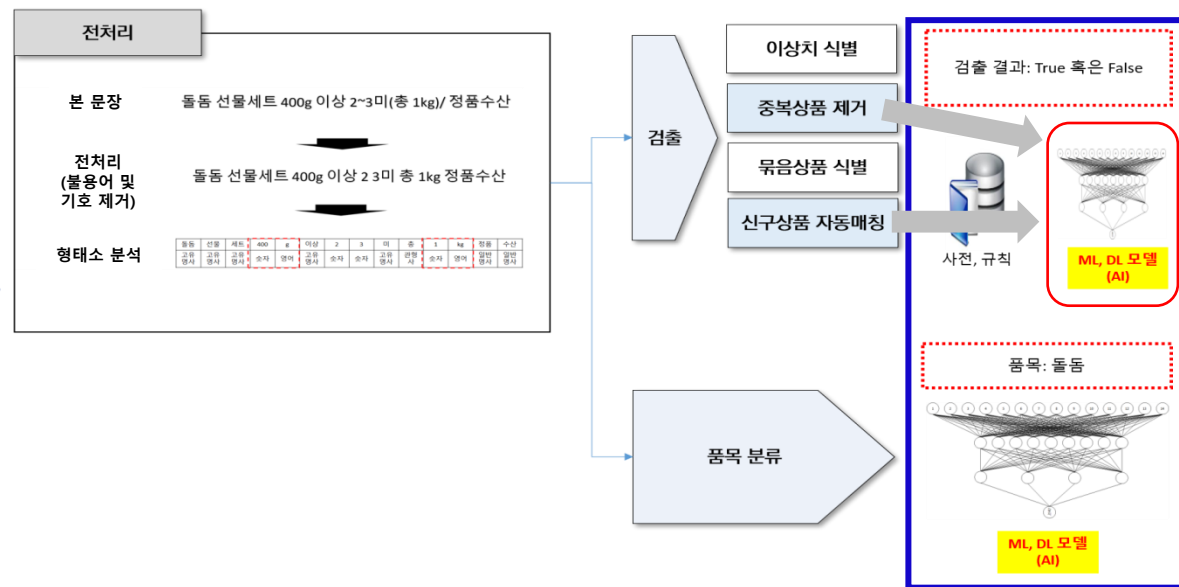 전처리
본 문장
돌돔 선물세트 400g 이상 2~3미(총 1kg)/ 정품수산
전처리
(불용어 및
기호 제거)
돌돔 선물세트 400g 이상 2 3미 총 1kg 정품수산
형태소 분석
돌돔 선물 세트 400 g 이상 2 3 미 총 1 kg 정품 수산
고유명사 고유명사 고유명사 숫자 영어 고유명사 숫자 숫자 고유명사 관형사 숫자 영어 일반명사 일반명사
검출
이상치 식별
중복상품 제거
묶음상품 식별
신구상품 자동매칭
검출 결과: True 혹은 False
사전, 규칙
ML, DL 모델
(AI)
품목 분류
품목: 돌돔
ML, DL 모델
(AI)